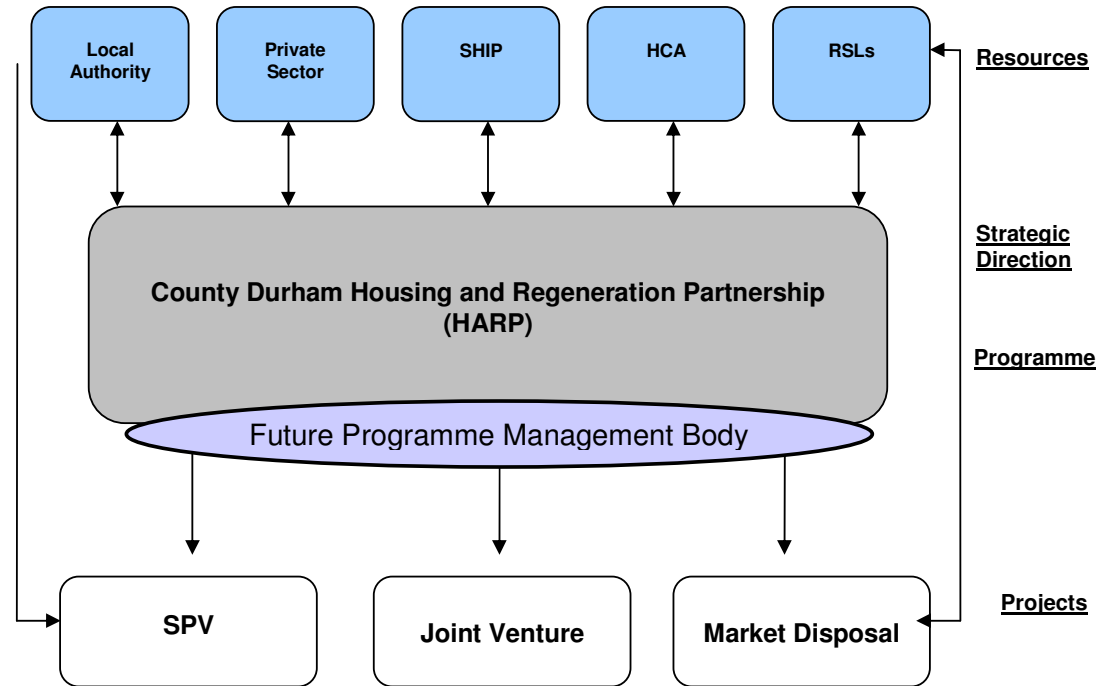 Local
Authority
Private
Sector
SHIP
HCA
RSLs
Resources
Strategic
Direction
County Durham Housing and Regeneration Partnership
(HARP)
Programme
Future Programme Management Body
SPV
Joint Venture
Market Disposal
Projects